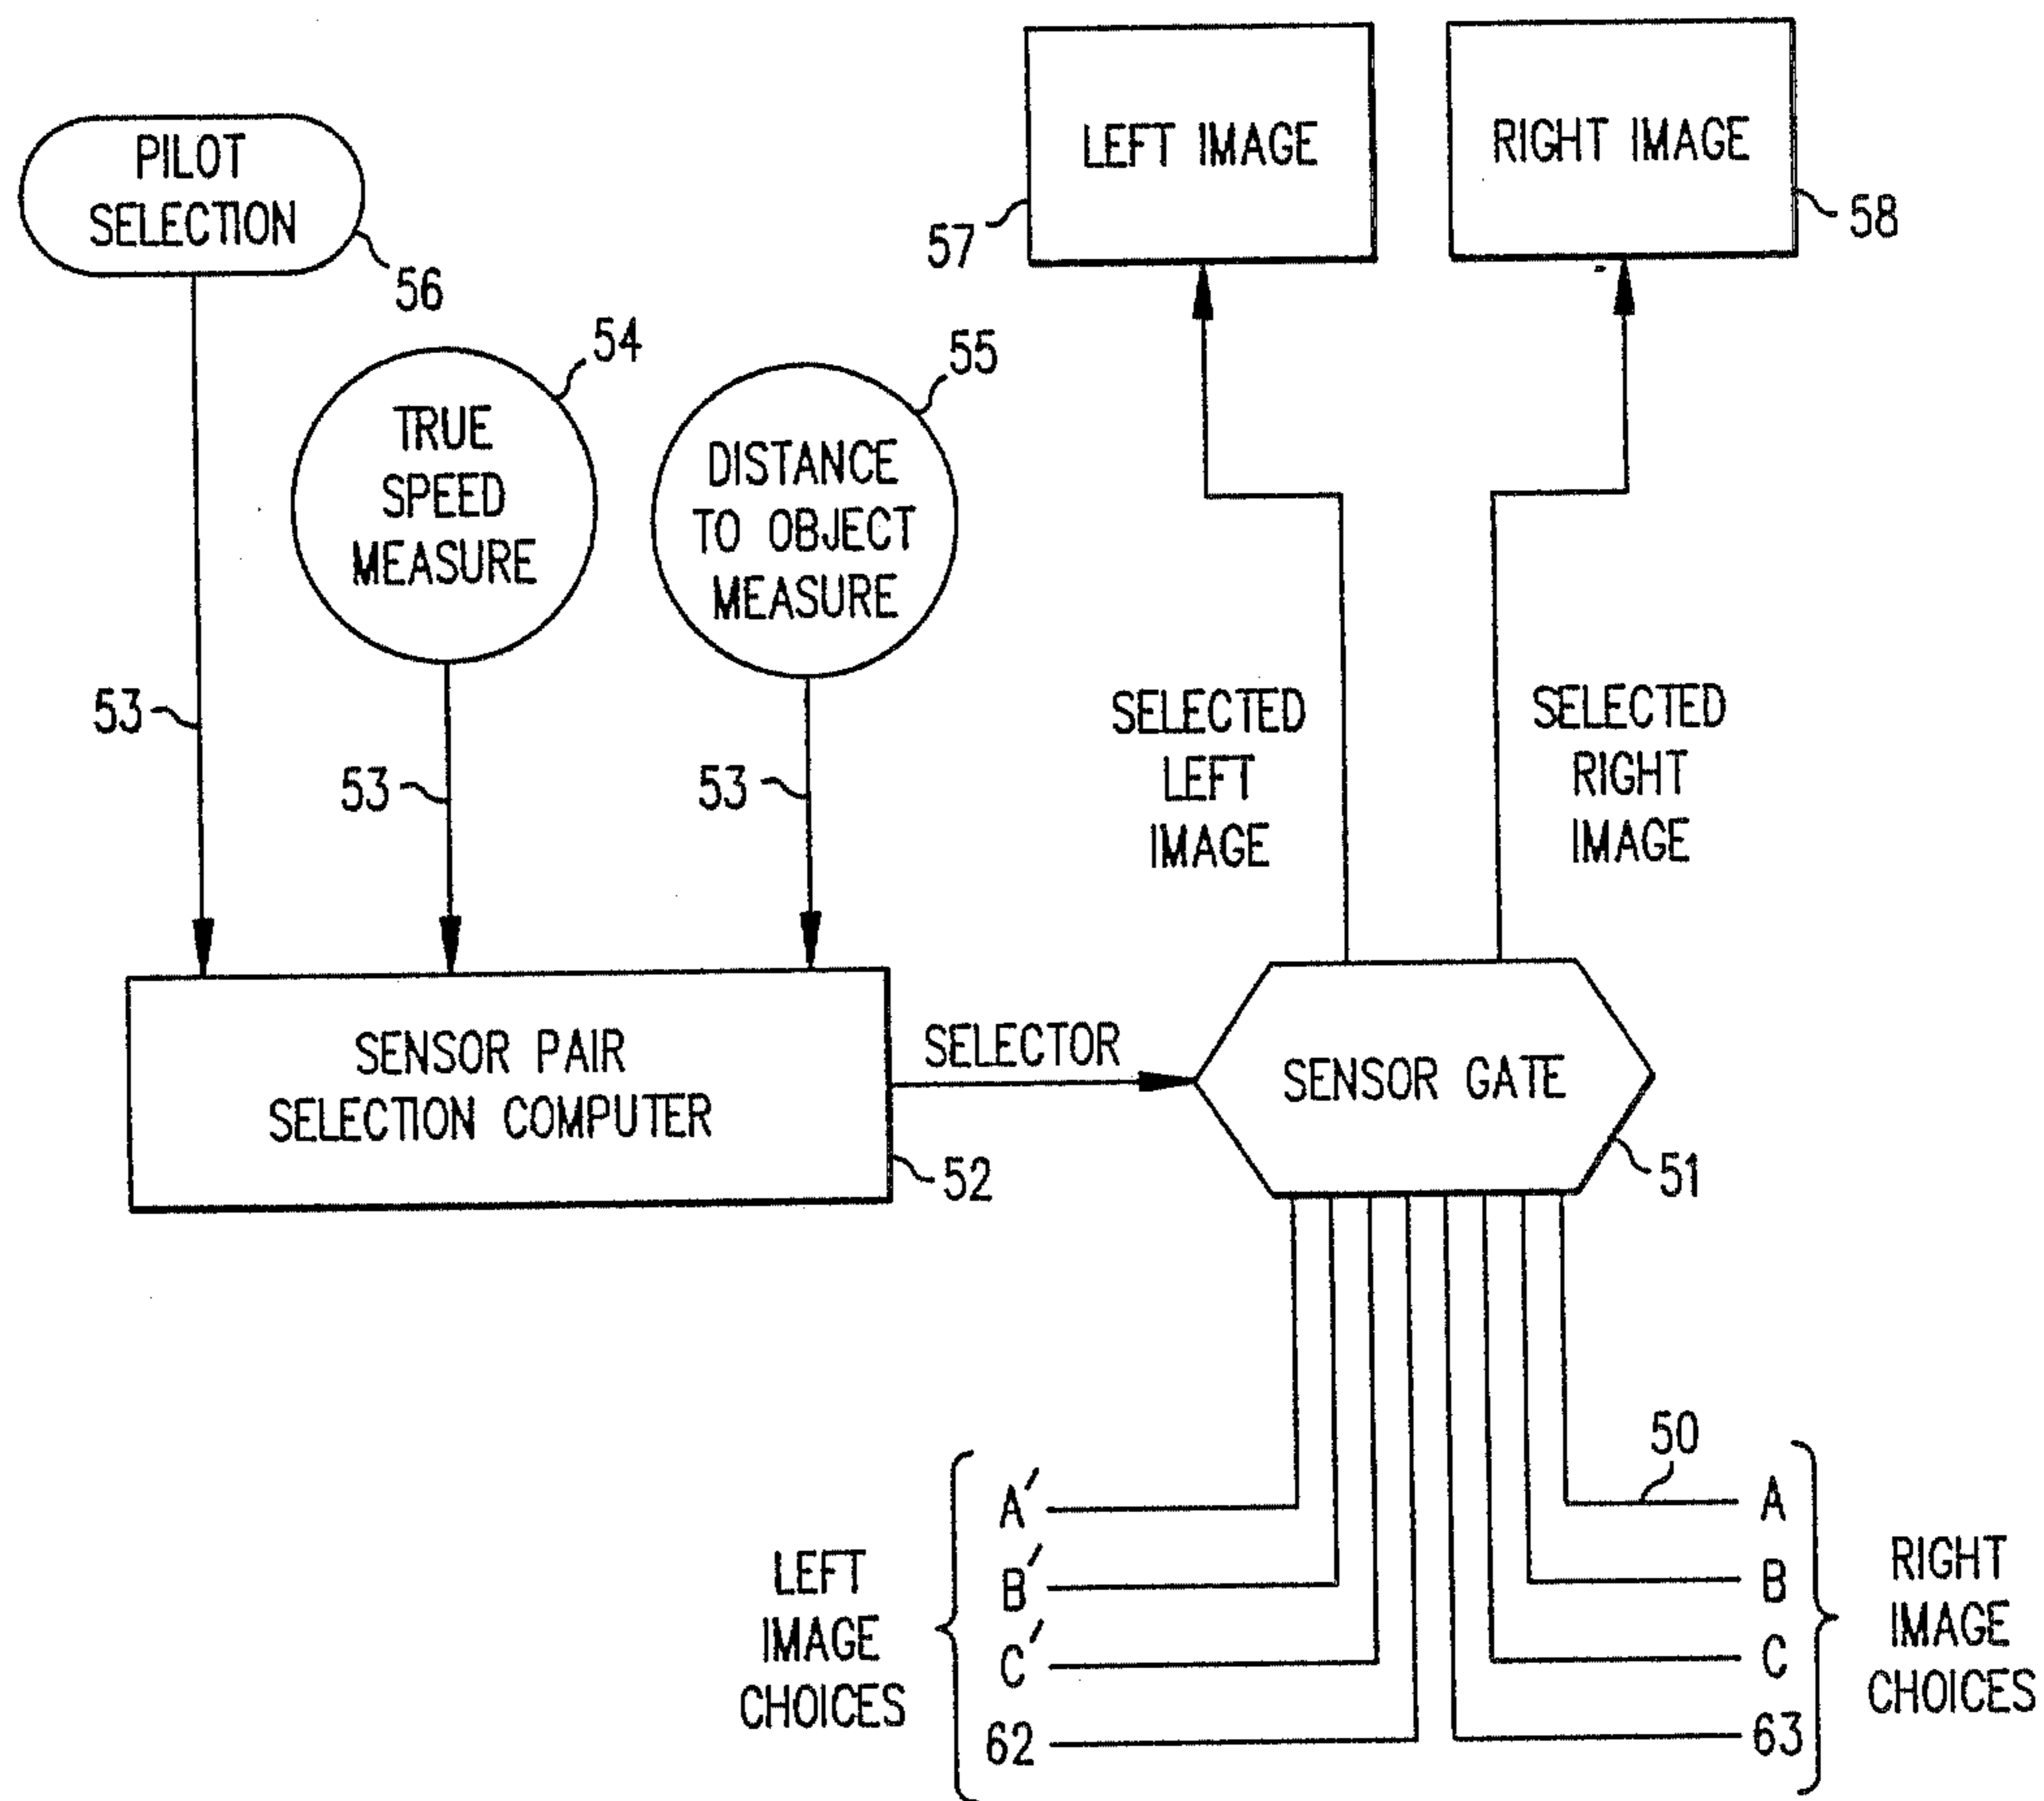 PILOT
SELECTION
56
TRUE
SPEED
MEASURE
54
DISTANCE
TO OBJECT
MEASURE
55
53
53
53
LEFT IMAGE
57
RIGHT IMAGE
58
SELECTED
LEFT
IMAGE
SELECTED
RIGHT
IMAGE
SENSOR PAIR
SELECTION COMPUTER
52
SELECTOR
SENSOR GATE
51
50
LEFT
IMAGE
CHOICES
A′
B′
C′
62
A
B
C
63
RIGHT
IMAGE
CHOICES